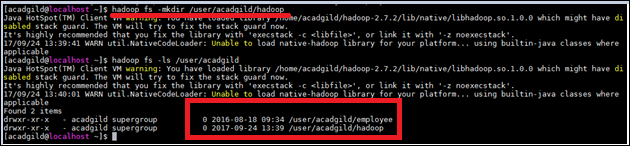 [acadgild@localhost ~]$ hadoop fs -mkdir /user/acadgild/hadoop
Java HotSpot(TM) Client VM warning: You have loaded library /home/acadgild/hadoop-2.7.2/lib/native/libhadoop.so.1.0.0 which might have di
sabled stack guard. The VM will try to fix the stack guard now.
It's highly recommended that you fix the library with 'execstack -c <libfile>', or link it with '-z noexecstack'.
17/09/24 13:39:41 WARN util.NativeCodeLoader: Unable to load native-hadoop library for your platform... using builtin-java classes where
applicable
[acadgild@localhost ~]$ hadoop fs -ls /user/acadgild
Java HotSpot(TM) Client VM warning: You have loaded library /home/acadgild/hadoop-2.7.2/lib/native/libhadoop.so.1.0.0 which might have di
sabled stack guard. The VM will try to fix the stack guard now.
It's highly recommended that you fix the library with 'execstack -c <libfile>', or link it with '-z noexecstack'.
17/09/24 13:40:01 WARN util.NativeCodeLoader: Unable to load native-hadoop library for your platform... using builtin-java classes where
applicable
Found 2 items
drwxr-xr-x - acadgild supergroup 0 2016-08-18 09:34 /user/acadgild/employee
drwxr-xr-x - acadgild supergroup 0 2017-09-24 13:39 /user/acadgild/hadoop
[acadgild@localhost ~]$